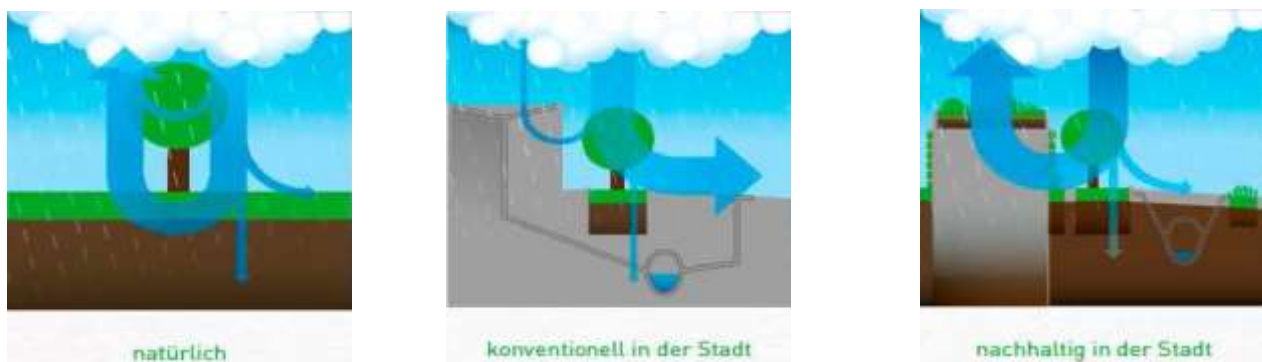 natürlich
konventionell in der Stadt
nachhaltig in der Stadt